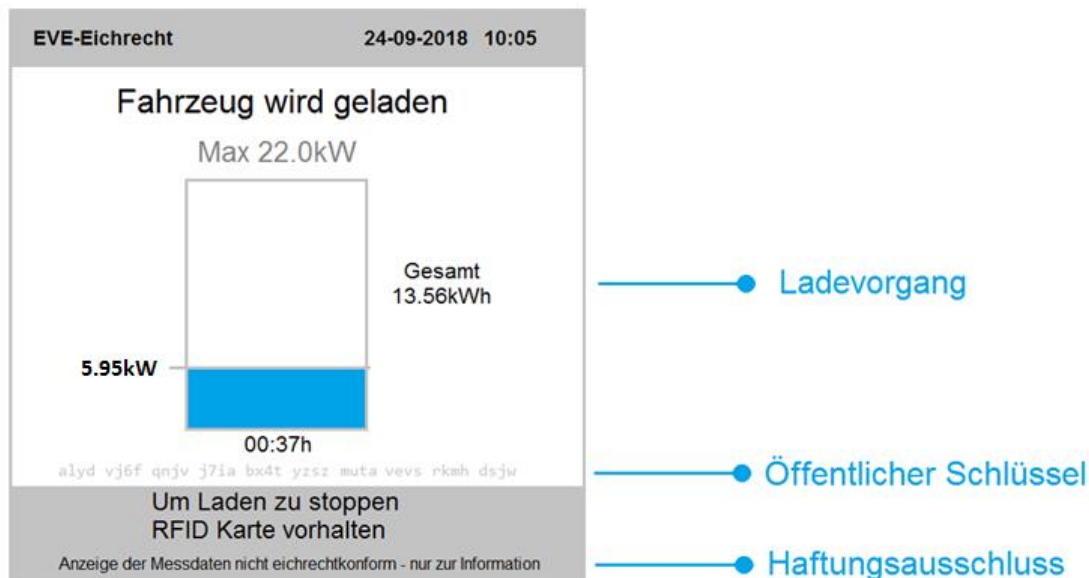 EVE-Eichrecht 24-09-2018 10:05
Fahrzeug wird geladen
Max 22.0kW
Gesamt
13.56kWh
Ladevorgang
5.95kW
00:37h
alyd vj6f qnjv j7ia bx4t yzsz muta vevs rkmh dsjw
Öffentlicher Schlüssel
Um Laden zu stoppen
RFID Karte vorhalten
Anzeige der Messdaten nicht eichrechtkonform - nur zur Information
Haftungsausschluss